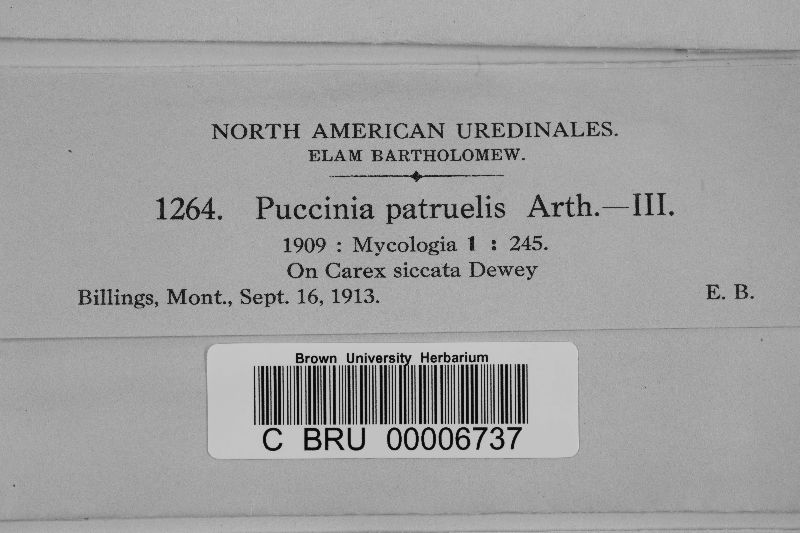 NORTH AMERICAN UREDINALES.
ELAM BARTHOLOMEW.
1264. Puccinia patruelis Arth.—III.
1909 : Mycologia 1 : 245.
On Carex siccata Dewey
Billings, Mont., Sept. 16, 1913. E. B.
Brown University Herbarium
C BRU 00006737